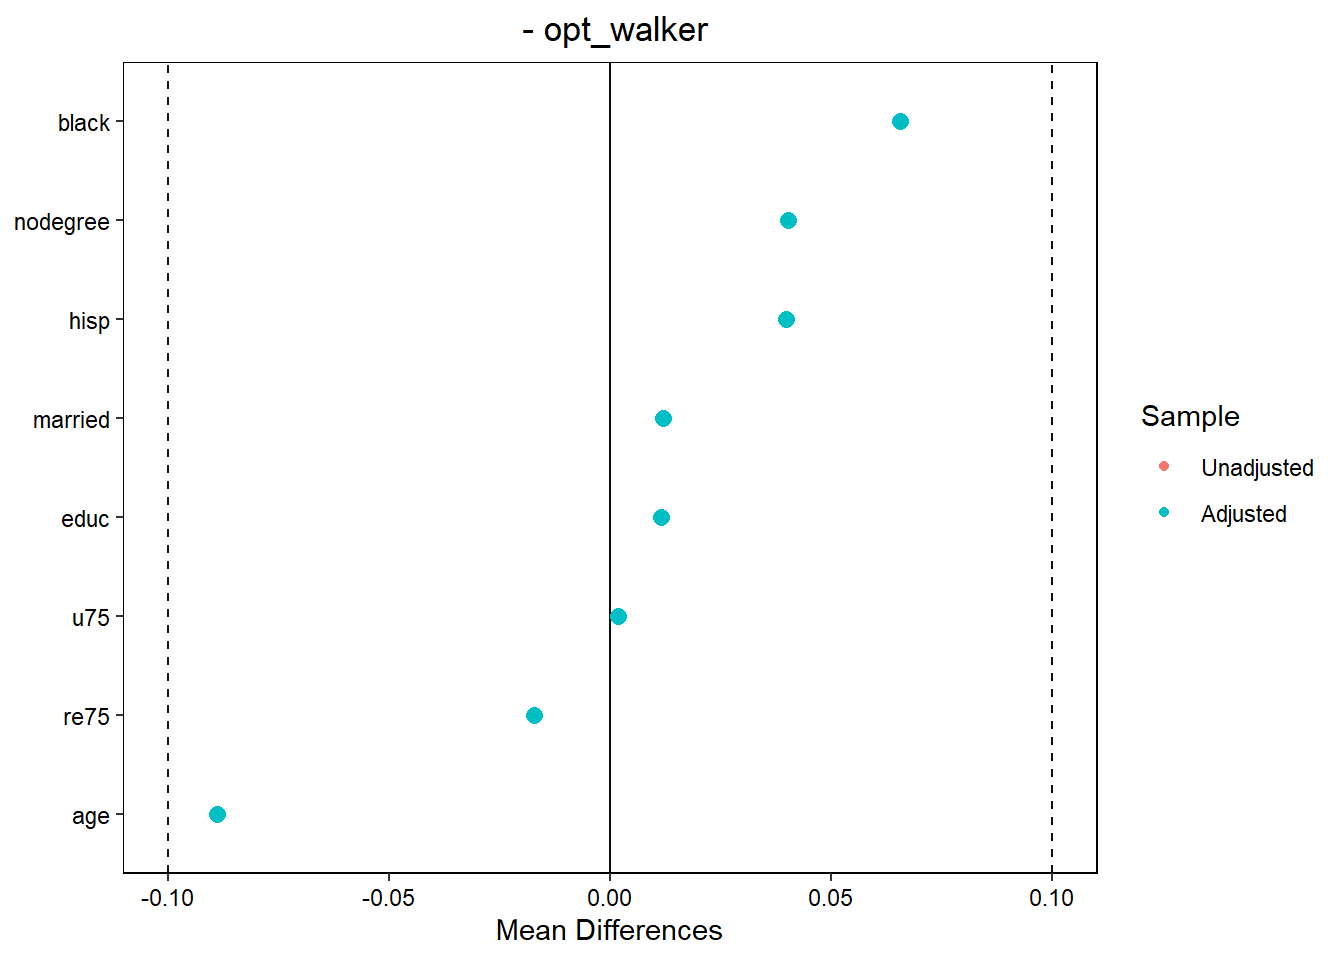 - opt_walker
black
nodegree
hisp
married
educ
u75
re75
age
-0.10 -0.05 0.00 0.05 0.10
Mean Differences
Sample
Unadjusted
Adjusted